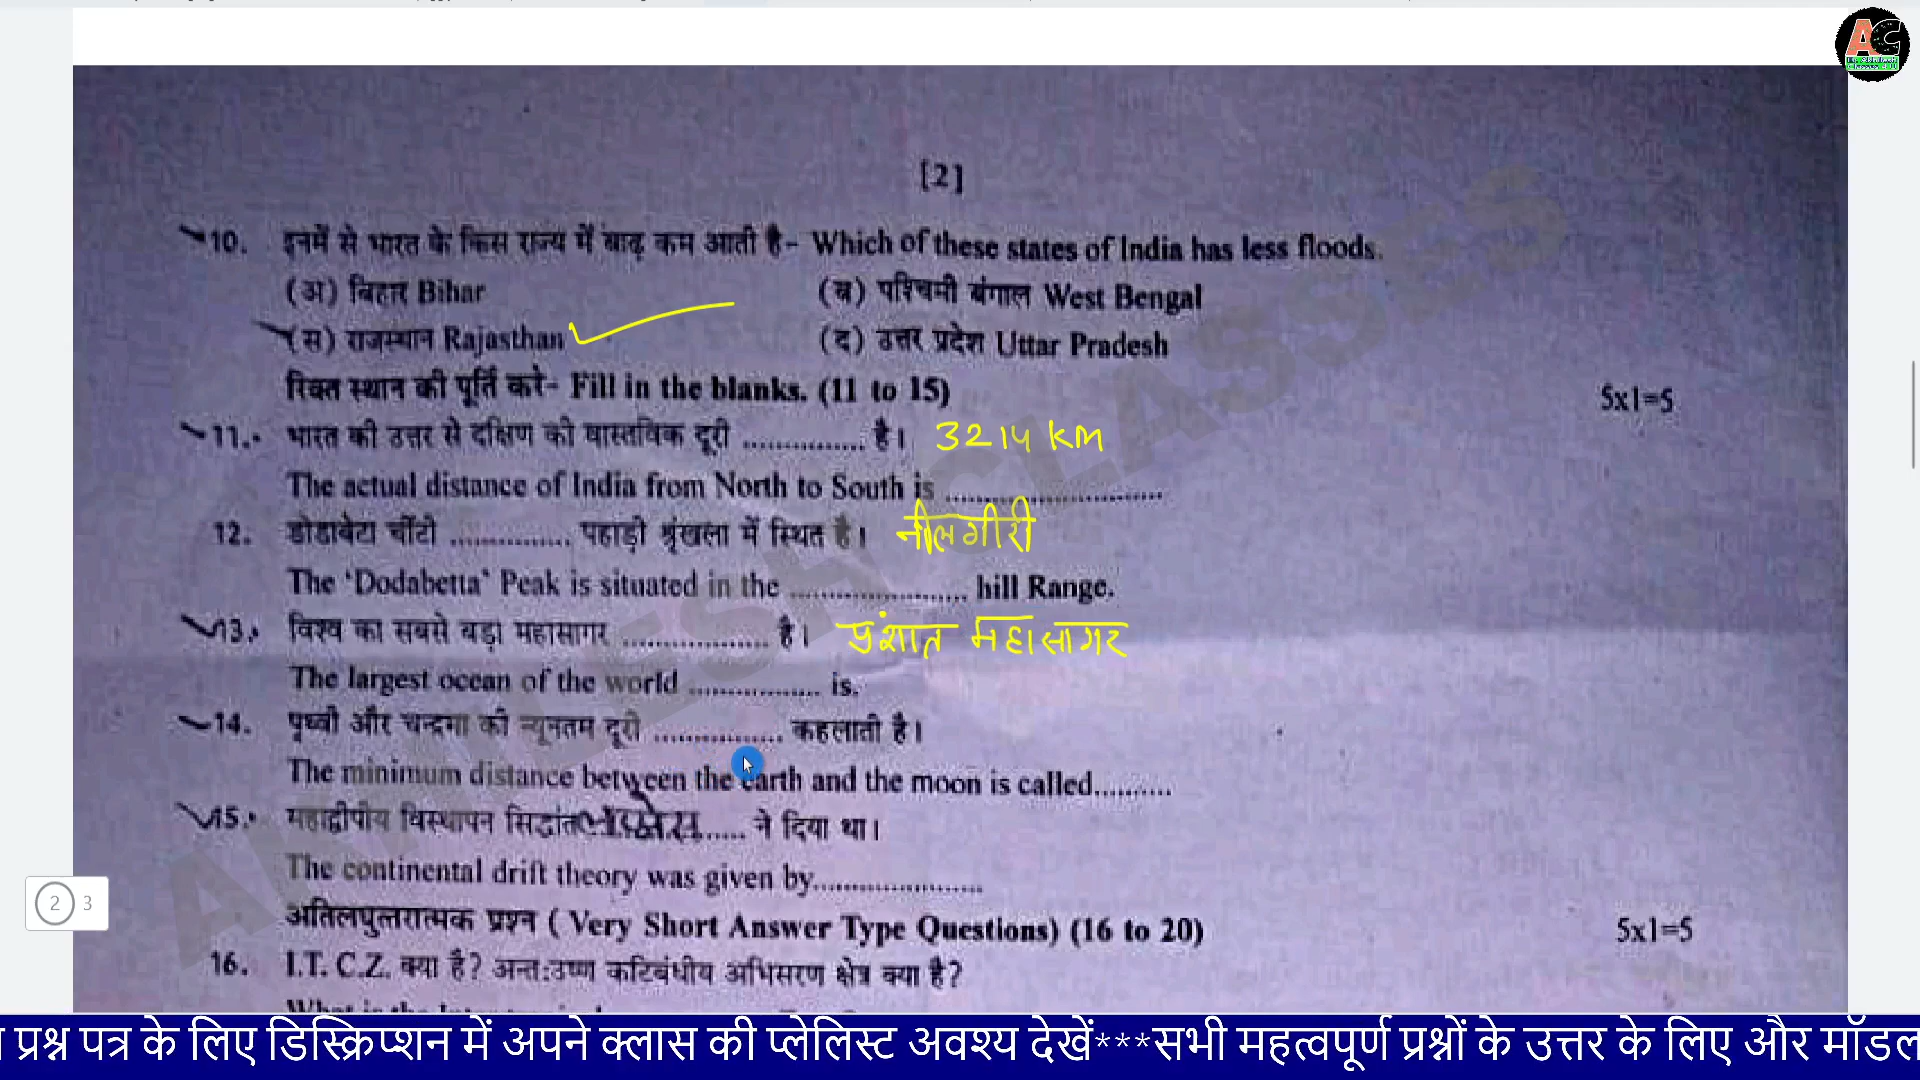 [2]
10. इनमें से भारत के किस राज्य में बाढ़ कम आती है- Which of these states of India has less floods.
(अ) बिहार Bihar (ब) पश्चिमी बंगाल West Bengal
(स) राजस्थान Rajasthan (द) उत्तर प्रदेश Uttar Pradesh
रिक्त स्थान की पूर्ति करे- Fill in the blanks. (11 to 15) 5x1=5
11. भारत की उत्तर से दक्षिण की वास्तविक दूरी ............... है। 3214 KM
The actual distance of India from North to South is ..........................
12. डोडाबेटा चोंटी ............... पहाड़ी श्रृंखला में स्थित है। नीलगीरी
The 'Dodabetta' Peak is situated in the ...................... hill Range.
13. विश्व का सबसे बड़ा महासागर .................. है। प्रंशात महासागर
The largest ocean of the world ................. is.
14. पृथ्वी और चन्द्रमा की न्यूनतम दूरी ................ कहलाती है।
The minimum distance between the earth and the moon is called..........
15. महाद्वीपीय विस्थापन सिद्धांत ..... ने दिया था।
The continental drift theory was given by.....................
अतिलघुत्तरात्मक प्रश्न ( Very Short Answer Type Questions) (16 to 20) 5x1=5
16. I.T. C.Z. क्या है? अन्त:उष्ण कटिबंधीय अभिसरण क्षेत्र क्या है?
2 3
AC
CLASSES
प्रश्न पत्र के लिए डिस्क्रिप्शन में अपने क्लास की प्लेलिस्ट अवश्य देखें***सभी महत्वपूर्ण प्रश्नों के उत्तर के लिए और मॉडल